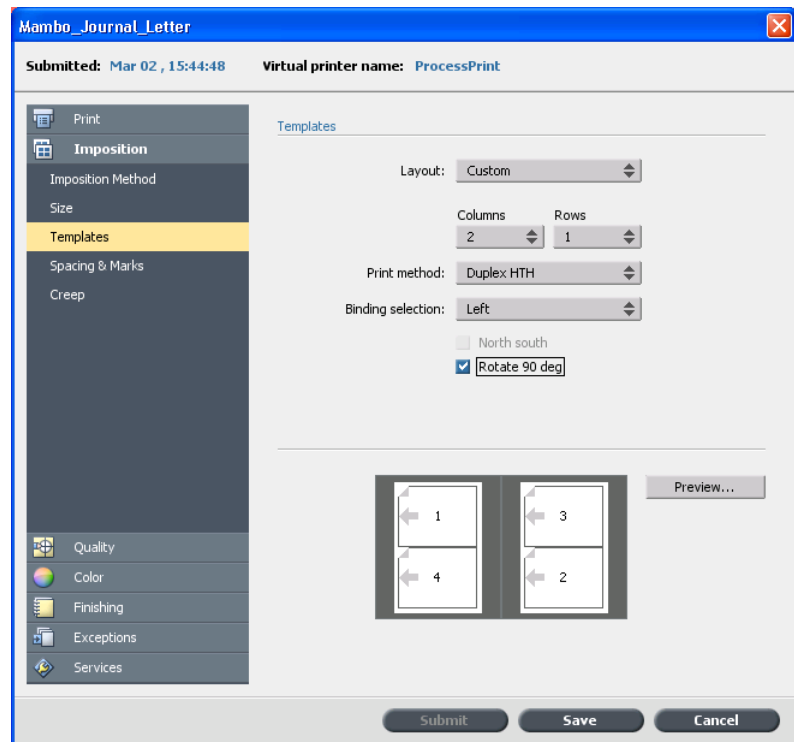 Mambo_Journal_Letter
Submitted: Mar 02 , 15:44:48 Virtual printer name: ProcessPrint
Print
Imposition
Imposition Method
Size
Templates
Spacing & Marks
Creep
Quality
Color
Finishing
Exceptions
Services
Templates
Layout: Custom
Columns Rows
2 1
Print method: Duplex HTH
Binding selection: Left
North south
Rotate 90 deg
1 3
4 2
Preview...
Submit Save Cancel